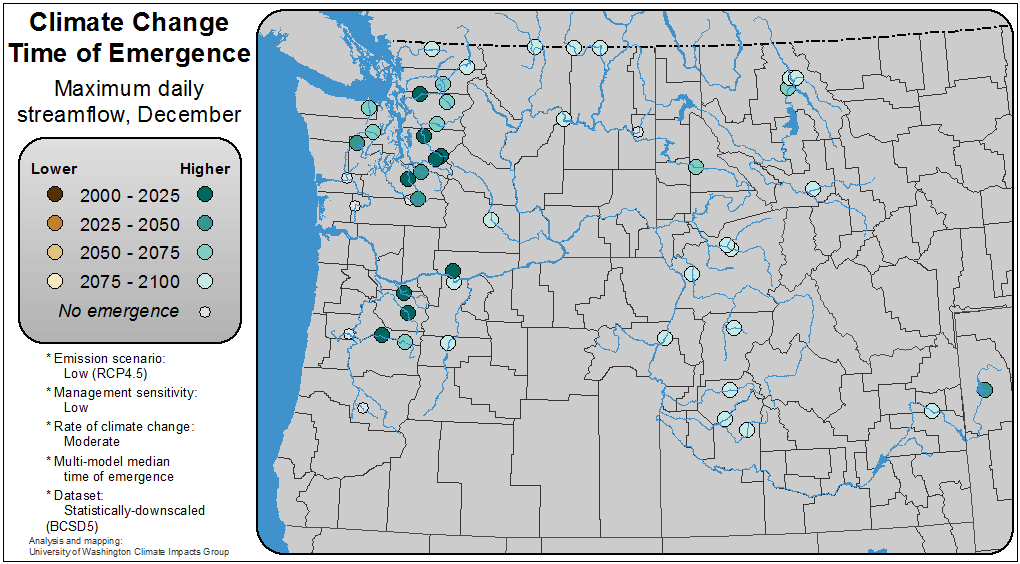 Climate Change
Time of Emergence
Maximum daily
streamflow, December
Lower Higher
2000 - 2025
2025 - 2050
2050 - 2075
2075 - 2100
No emergence
* Emission scenario:
Low (RCP4.5)
* Management sensitivity:
Low
* Rate of climate change:
Moderate
* Multi-model median
time of emergence
* Dataset:
Statistically-downscaled
(BCSD5)
Analysis and mapping:
University of Washington Climate Impacts Group